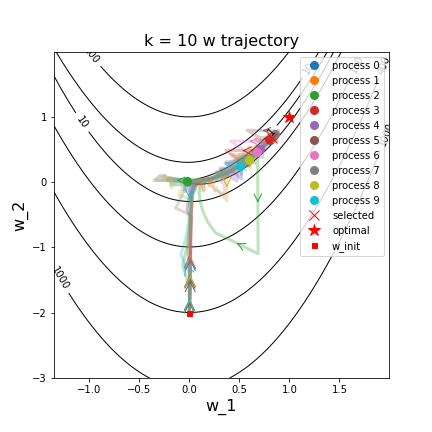 k = 10 w trajectory
10
1000
process 0
process 1
process 2
process 3
process 4
process 5
process 6
process 7
process 8
process 9
selected
optimal
w_init
w_2
1
0
−1
−2
−3
−1.0
−0.5
0.0
0.5
1.0
1.5
w_1